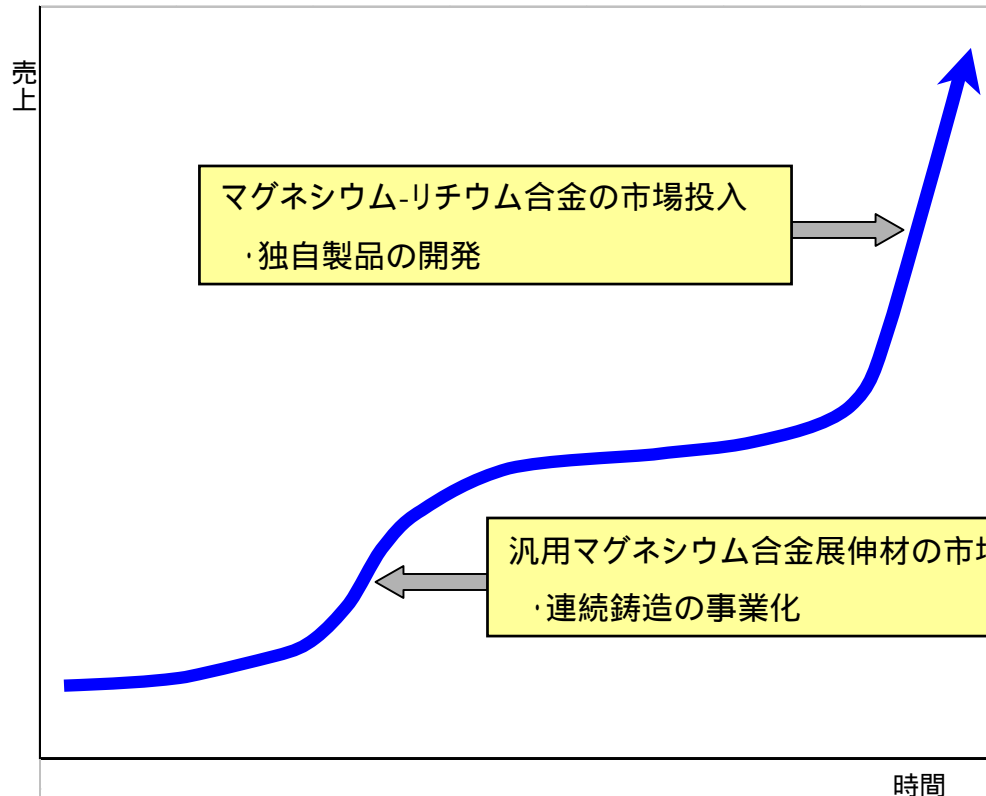 売上
マグネシウム-リチウム合金の市場投入
・独自製品の開発
汎用マグネシウム合金展伸材の市
・連続鋳造の事業化
時間